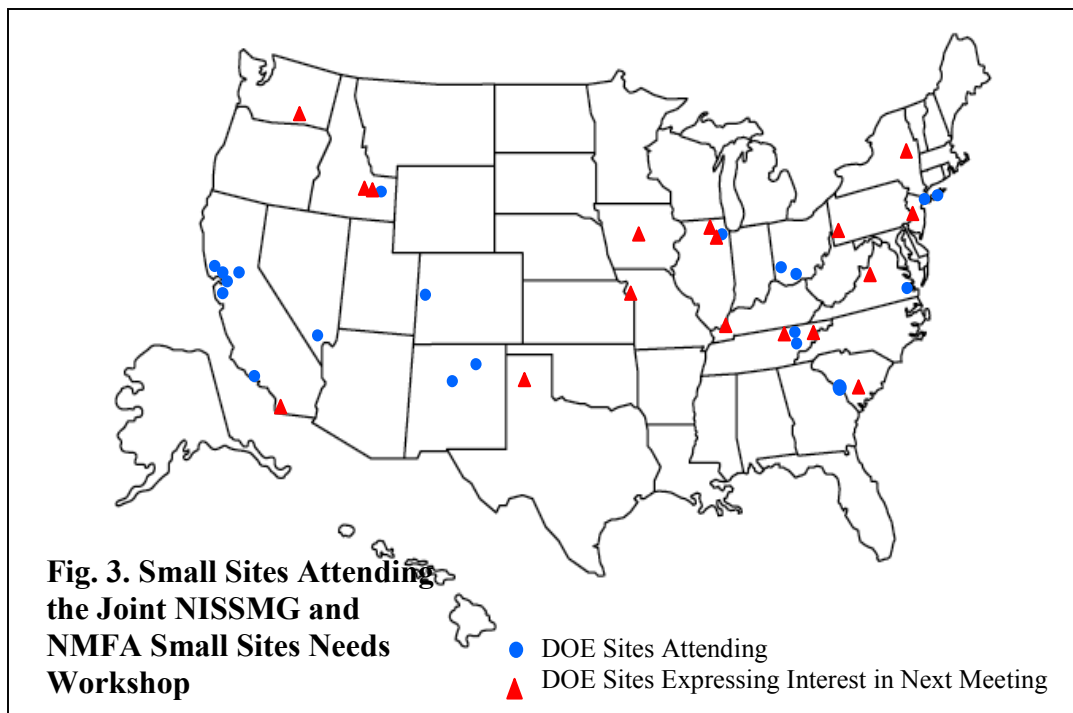 Fig. 3. Small Sites Attending
the Joint NISSMG and
NMFA Small Sites Needs
Workshop
DOE Sites Attending
DOE Sites Expressing Interest in Next Meeting